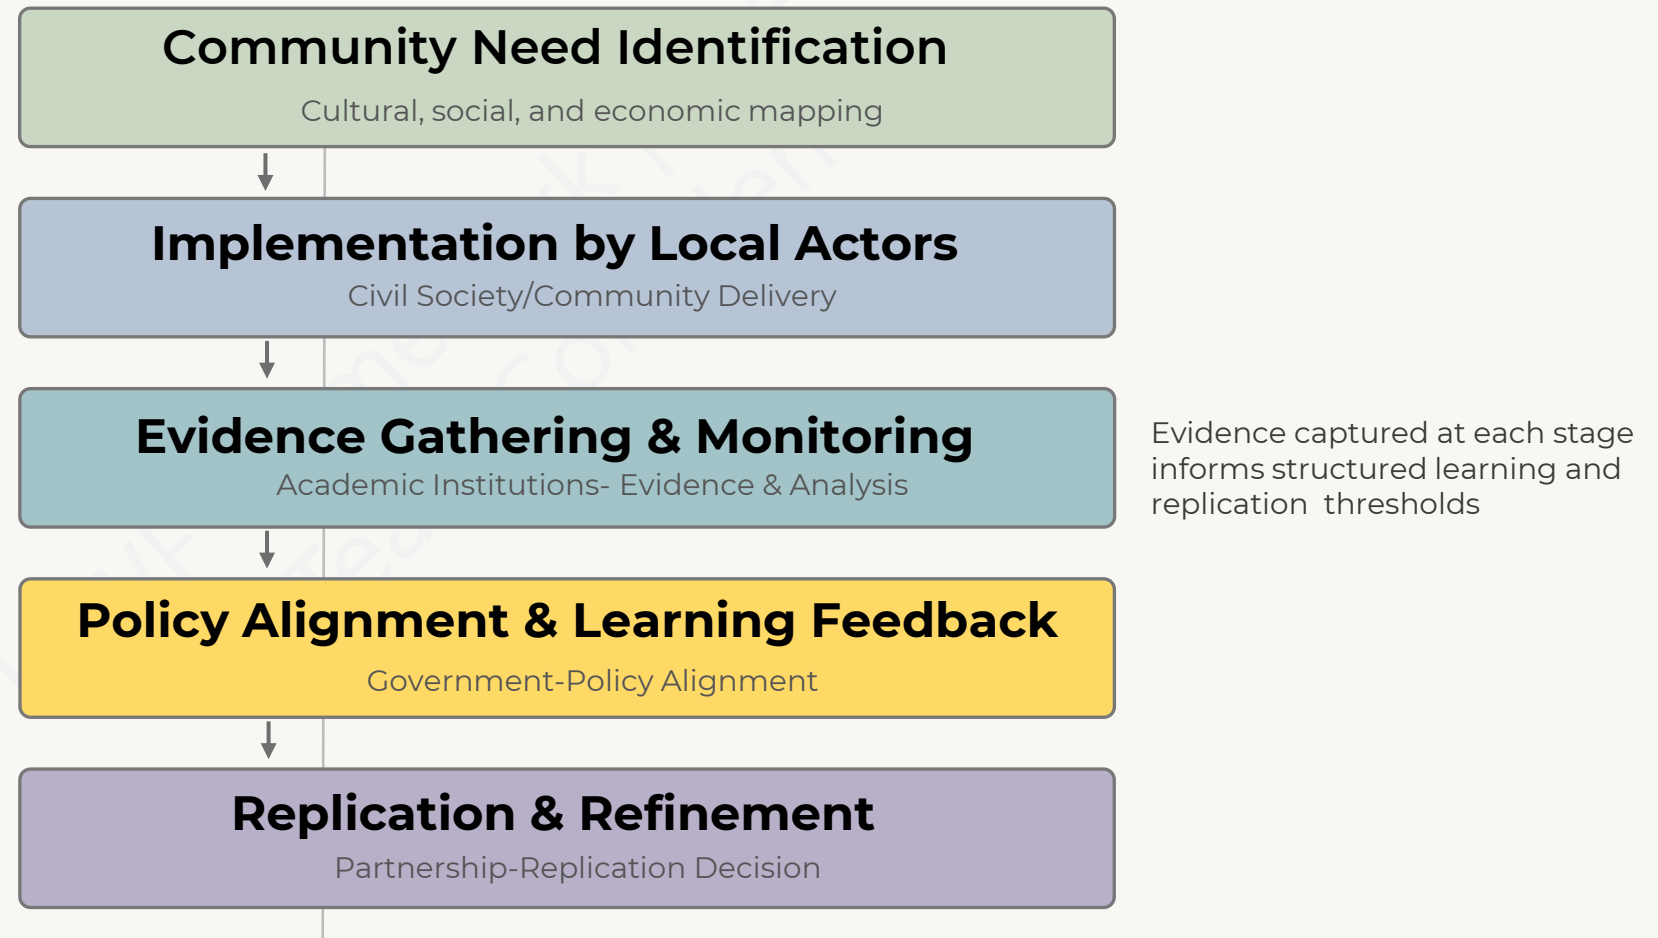 Community Need Identification
Cultural, social, and economic mapping
Implementation by Local Actors
Civil Society/Community Delivery
Evidence Gathering & Monitoring
Academic Institutions- Evidence & Analysis
Evidence captured at each stage
informs structured learning and
replication  thresholds
Policy Alignment & Learning Feedback
Government-Policy Alignment
Replication & Refinement
Partnership-Replication Decision